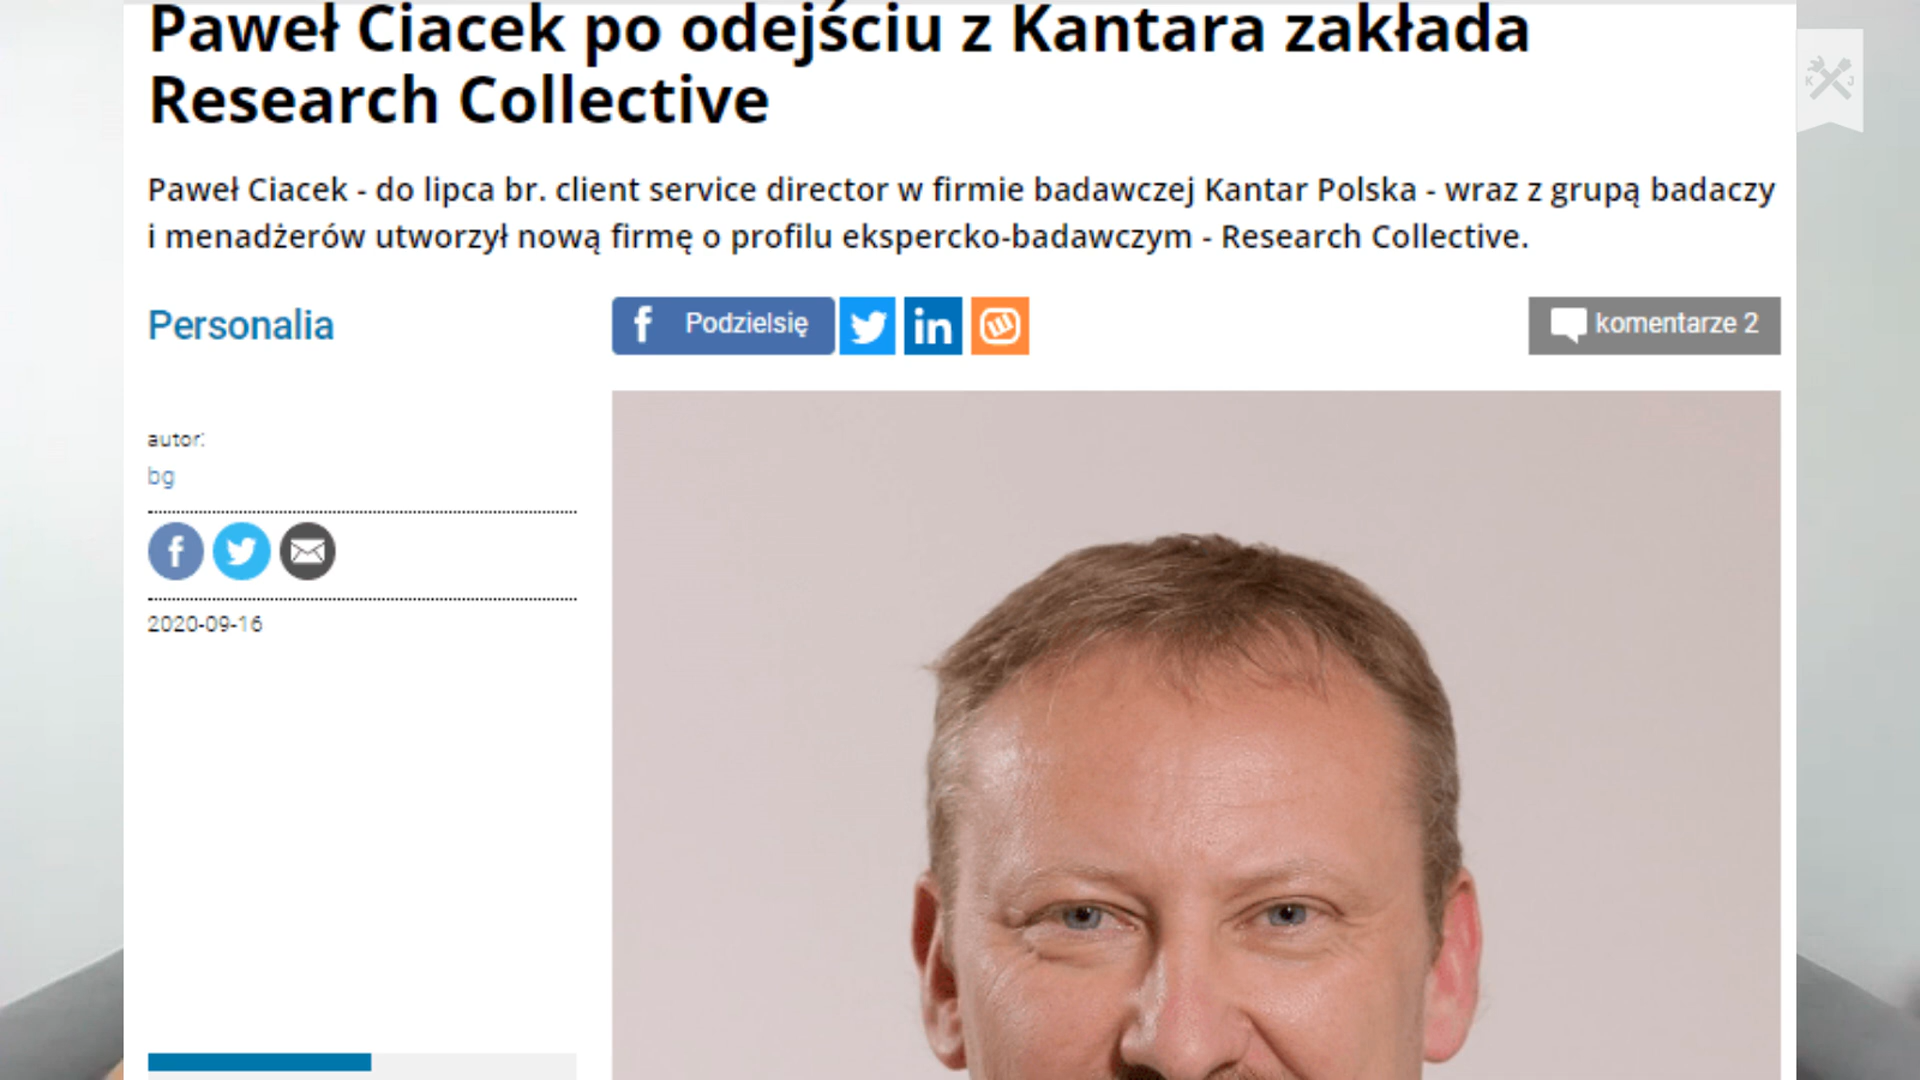 Paweł Ciacek po odejściu z Kantara zakłada
Research Collective
Paweł Ciacek - do lipca br. client service director w firmie badawczej Kantar Polska - wraz z grupą badaczy
i menadżerów utworzył nową firmę o profilu ekspercko-badawczym - Research Collective.
Personalia
Podzielsię
komentarze 2
autor:
bg
2020-09-16
K J